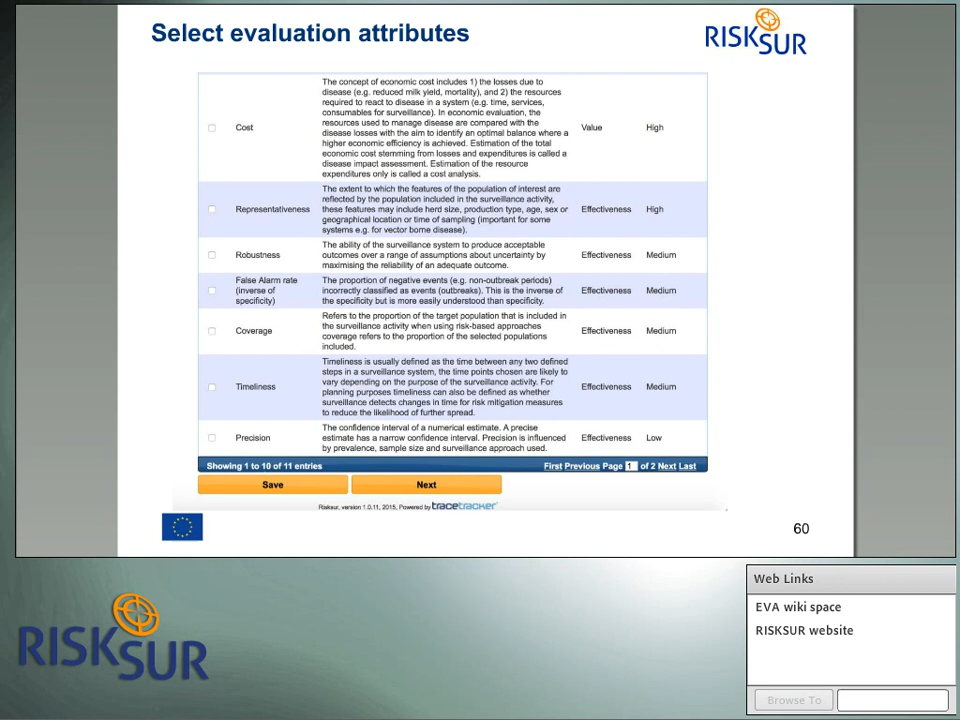 Select evaluation attributes
RISKSUR
The concept of economic cost includes 1) the losses due to
disease (e.g. reduced milk yield, mortality), and 2) the resources
required to react to disease in a system (e.g. time, services,
consumables for surveillance). In economic evaluation, the
resources used to manage disease are compared with the
Cost
disease losses with the aim to identify an optimal balance where a
Value
High
higher economic efficiency is achieved. Estimation of the total
economic cost stemming from losses and expenditures is called a
disease impact assessment. Estimation of the resource
expenditures only is called a cost analysis.
The extent to which the features of the population of interest are
reflected by the population included in the surveillance activity,
Representativeness
these features may include herd size, production type, age, sex or
Effectiveness
High
geographical location or time of sampling (important for some
systems e.g. for vector borne disease).
The ability of the surveillance system to produce acceptable
Robustness
outcomes over a range of assumptions about uncertainty by
Effectiveness
Medium
maximising the reliability of an adequate outcome.
False Alarm rate
(inverse of
specificity)
The proportion of negative events (e.g. non-outbreak periods)
incorrectly classified as events (outbreaks). This is the inverse of
the specificity but is more easily understood than specificity.
Effectiveness
Medium
Refers to the proportion of the target population that is included in
the surveillance activity when using risk-based approaches
Coverage
coverage refers to the proportion of the selected populations
included.
Effectiveness
Medium
Timeliness is usually defined as the time between any two defined
steps in a surveillance system, the time points chosen are likely to
vary depending on the purpose of the surveillance activity. For
Timeliness
planning purposes timeliness can also be defined as whether
surveillance detects changes in time for risk mitigation measures
to reduce the likelihood of further spread.
Effectiveness
Medium
The confidence interval of a numerical estimate. A precise
Precision
estimate has a narrow confidence interval. Precision is influenced
by prevalence, sample size and surveillance approach used.
Effectiveness
Low
Showing 1 to 10 of 11 entries
First Previous Page 1 of 2 Next Last
Save
Next
Risksur, version 1.0.11, 2015, Powered by tracetracker
60
RISKSUR
Web Links
EVA wiki space
RISKSUR website
Browse To